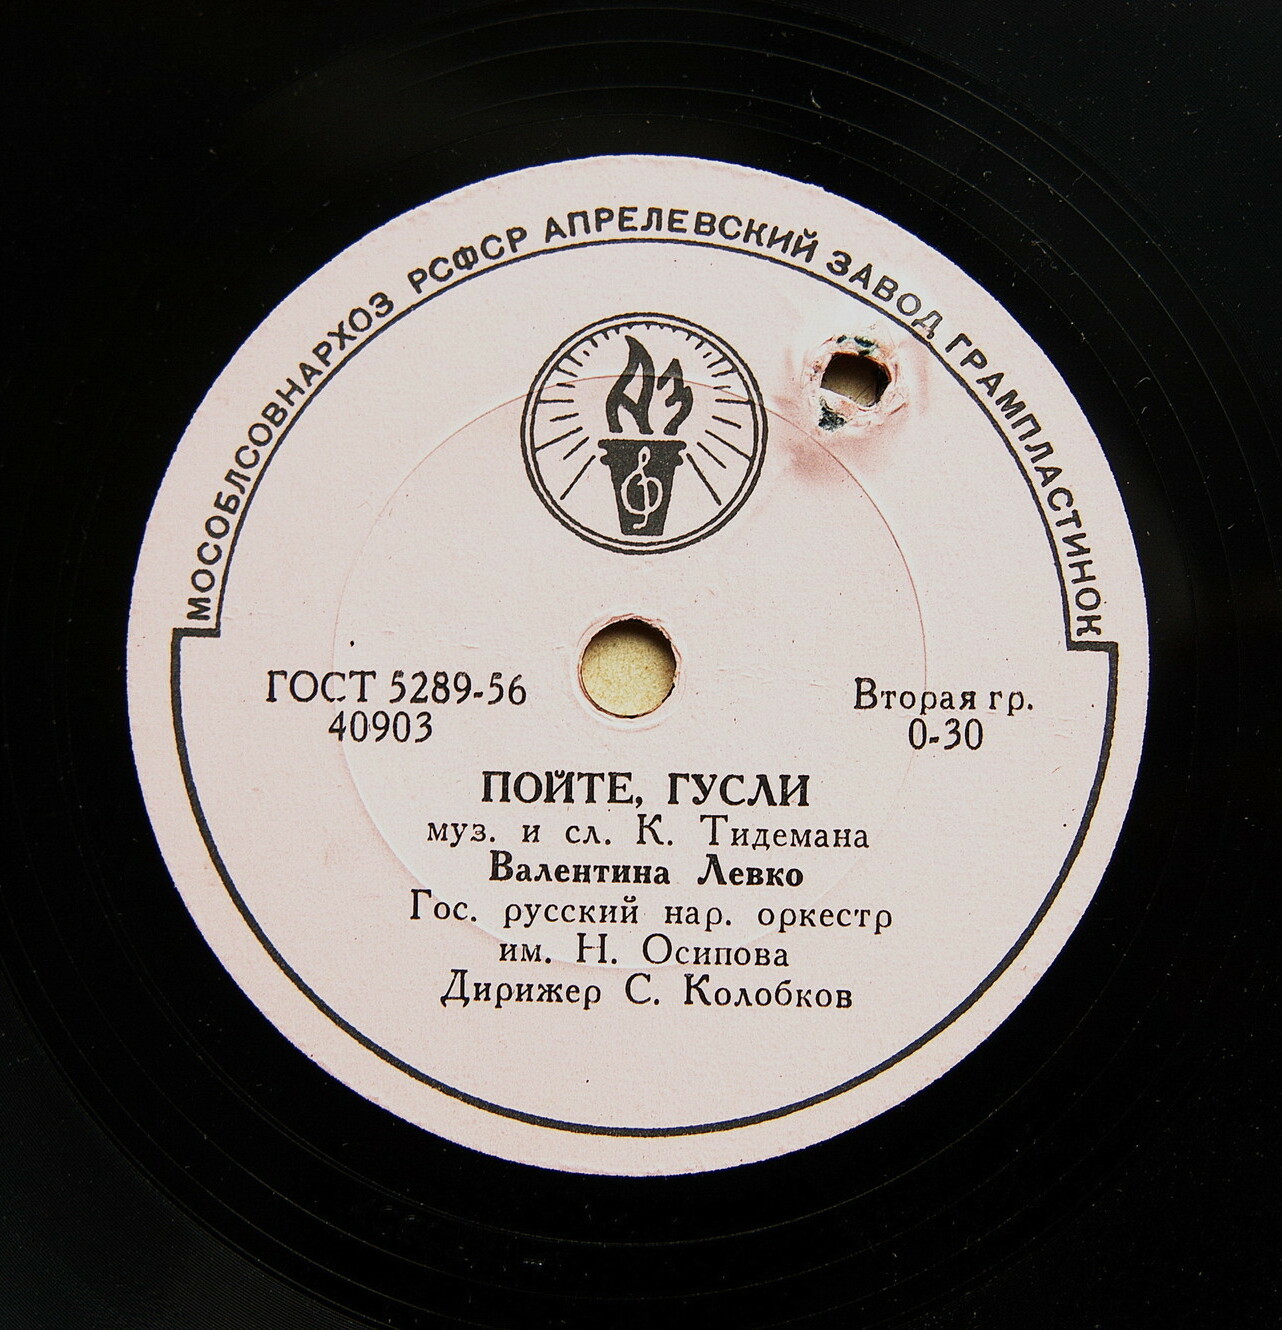 МОСОБЛСОВНАРХОЗ РСФСР АПРЕЛЕВСКИЙ ЗАВОД ГРАМПЛАСТИНОК
АЗ
ГОСТ 5289-56
40903
Вторая гр.
0-30
ПОЙТЕ, ГУСЛИ
муз. и сл. К. Тидемана
Валентина Левко
Гос. русский нар. оркестр
им. Н. Осипова
Дирижер С. Колобков